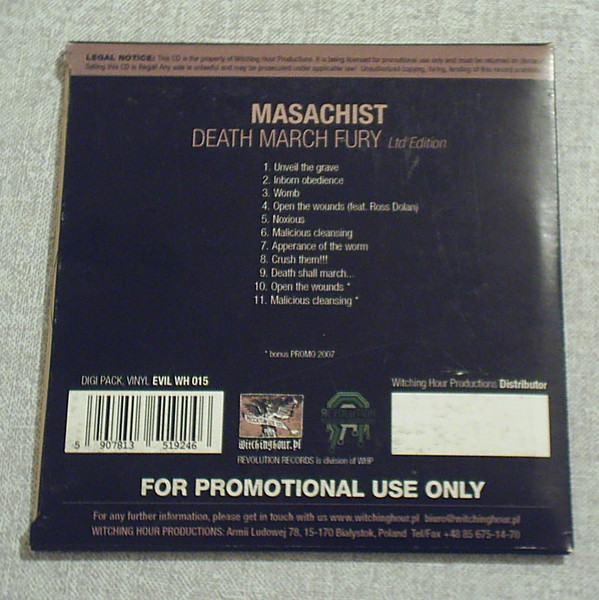 LEGAL NOTICE: This CD is the property of Witching Hour Productions. It is being licensed for promotional use only and must be returned on
Selling this CD is illegal! Any sale is unlawful and may be prosecuted under applicable law! Unauthorized copying, hiring, lending of this record
MASACHIST
DEATH MARCH FURY Ltd Edition
1. Unveil the grave
2. Inborn obedience
3. Womb
4. Open the wounds (feat. Ross Dolan)
5. Noxious
6. Malicious cleansing
7. Apperance of the worm
8. Crush them!!!
9. Death shall march...
10. Open the wounds *
11. Malicious cleansing *
* bonus PROMO 2007
DIGI PACK, VINYL EVIL WH 015
Witching Hour Productions Distributor
5 907813 519246
witchinghour.pl
REVOLUTION
REVOLUTION RECORDS is division of WHP
FOR PROMOTIONAL USE ONLY
For any further information, please get in touch with us www.witchinghour.pl biuro@witchinghour.pl
WITCHING HOUR PRODUCTIONS: Armii Ludowej 78, 15-170 Bialystok, Poland Tel/Fax +48 85 675-14-70